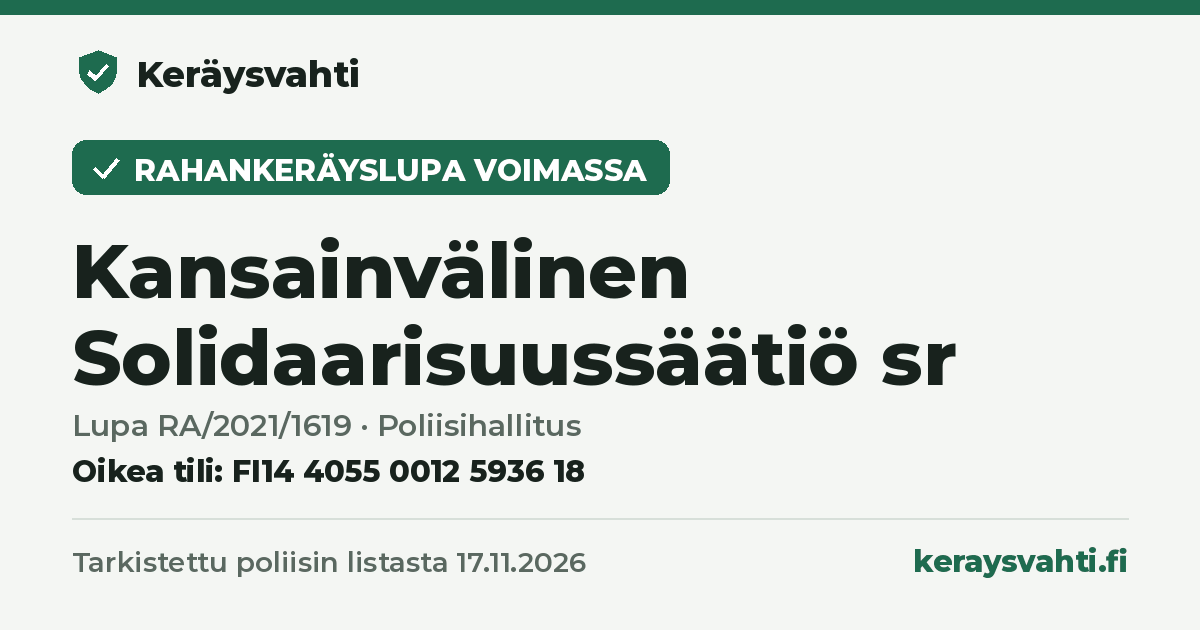 Keräysvahti
RAHANKERÄYSLUPA VOIMASSA
Kansainvälinen
Solidaarisuussäätiö sr
Lupa RA/2021/1619 · Poliisihallitus
Oikea tili: FI14 4055 0012 5936 18
Tarkistettu poliisin listasta 17.11.2026
keraysvahti.fi